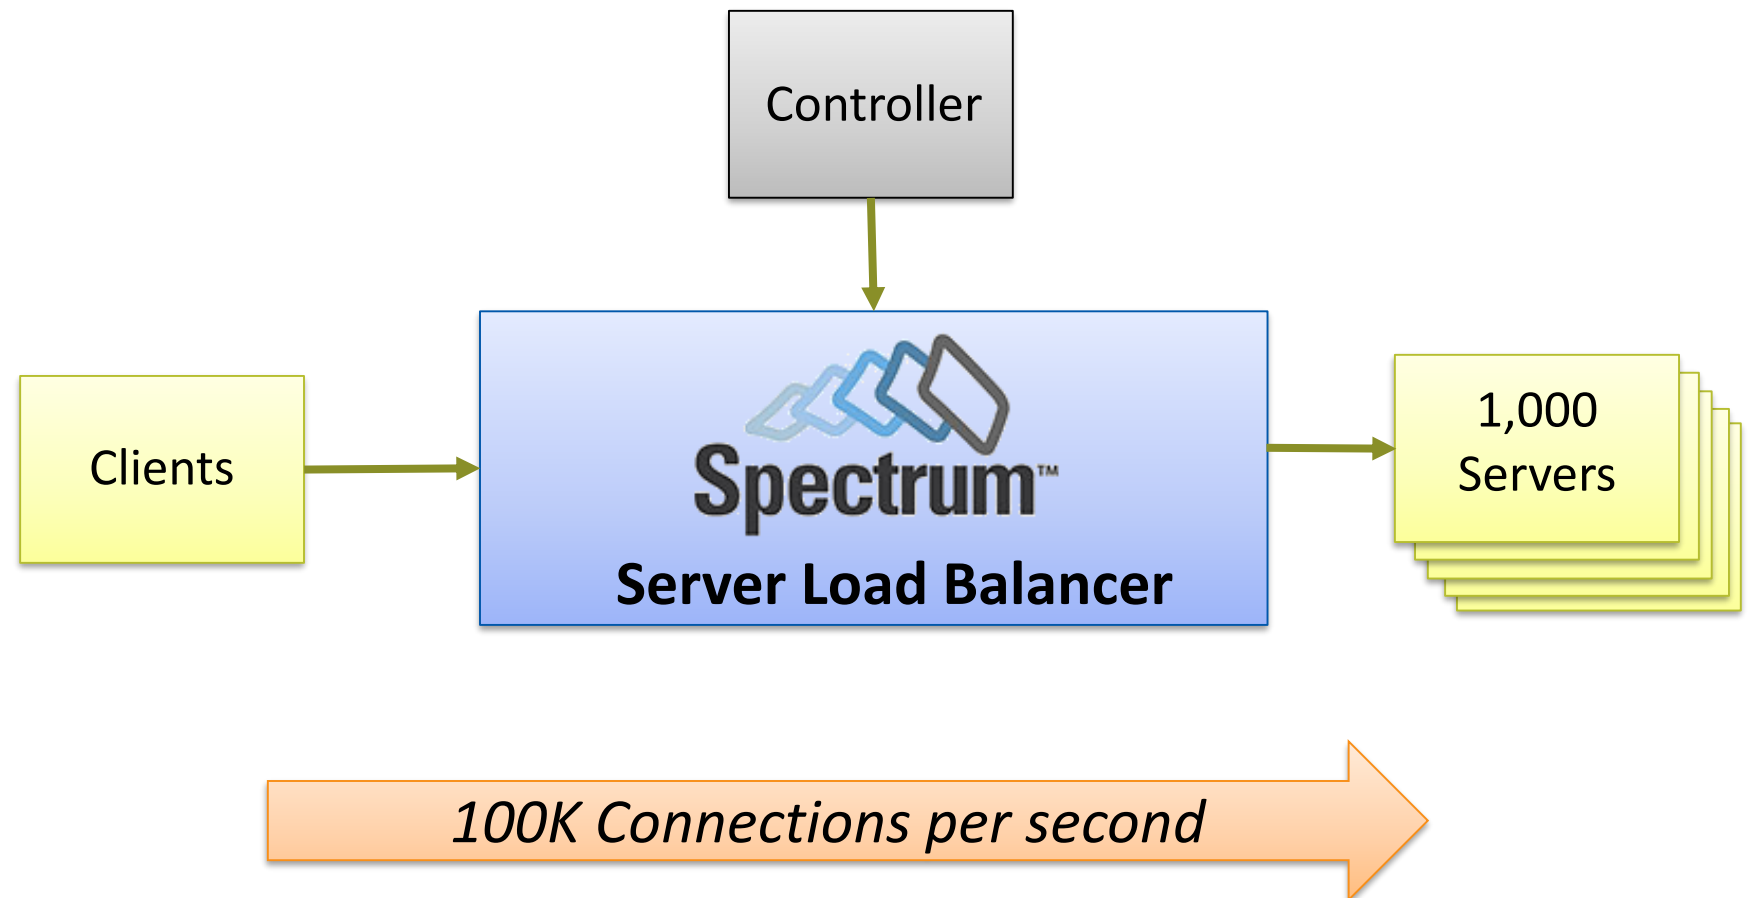 Controller
Clients
Spectrum™
Server Load Balancer
1,000
Servers
100K Connections per second